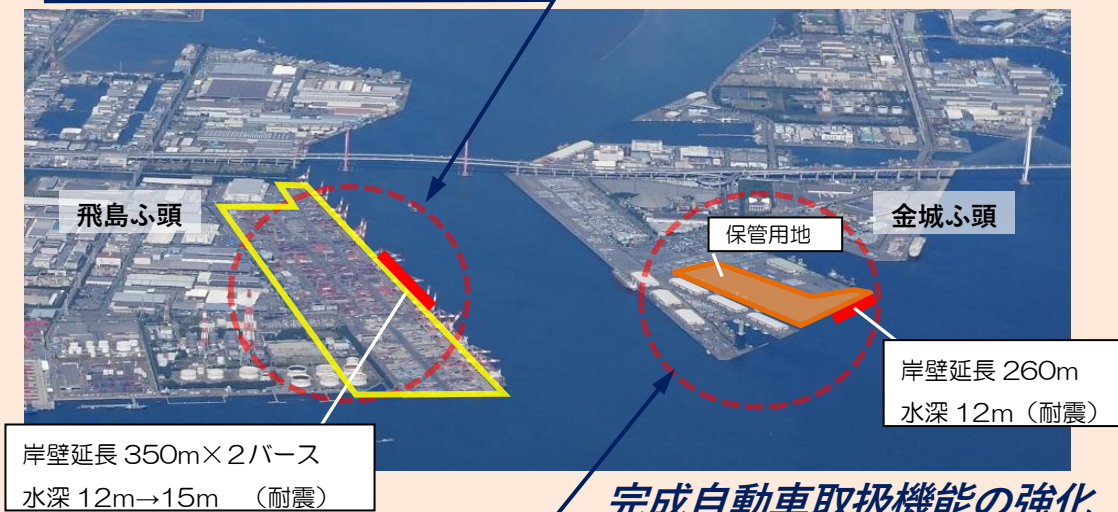 飛島ふ頭
金城ふ頭
保管用地
岸壁延長 260m
水深 12m（耐震）
岸壁延長 350m×2バース
水深 12m→15m　（耐震）
完成自動車取扱機能の強化